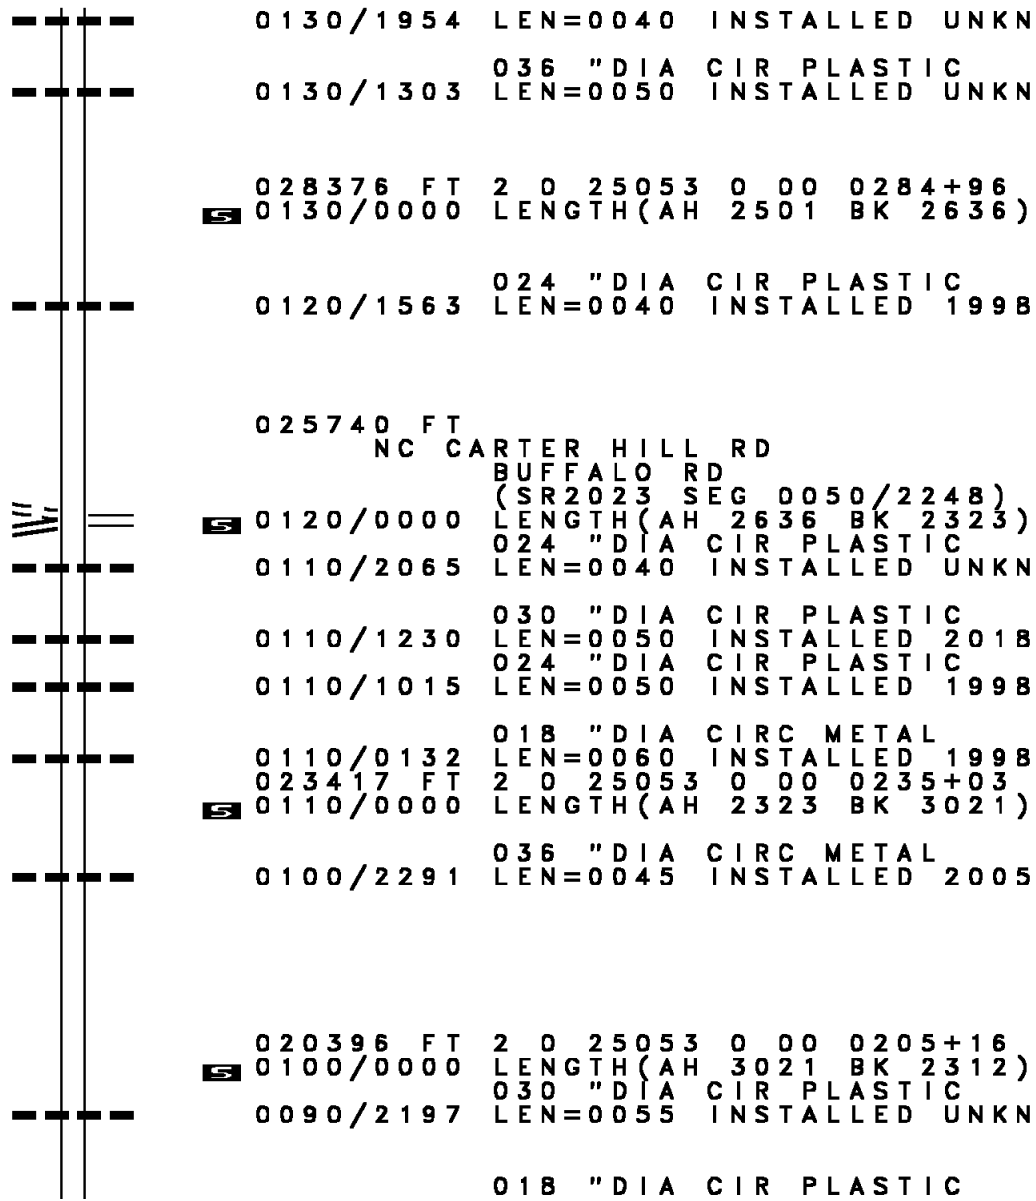 0130/1954 LEN=0040 INSTALLED UNKN
036 "DIA CIR PLASTIC
0130/1303 LEN=0050 INSTALLED UNKN
028376 FT 2 0 25053 0 00 0284+96
S 0130/0000 LENGTH(AH 2501 BK 2636)
024 "DIA CIR PLASTIC
0120/1563 LEN=0040 INSTALLED 1998
025740 FT
NC CARTER HILL RD
BUFFALO RD
(SR2023 SEG 0050/2248)
S 0120/0000 LENGTH(AH 2636 BK 2323)
024 "DIA CIR PLASTIC
0110/2065 LEN=0040 INSTALLED UNKN
030 "DIA CIR PLASTIC
0110/1230 LEN=0050 INSTALLED 2018
024 "DIA CIR PLASTIC
0110/1015 LEN=0050 INSTALLED 1998
018 "DIA CIRC METAL
0110/0132 LEN=0060 INSTALLED 1998
023417 FT 2 0 25053 0 00 0235+03
S 0110/0000 LENGTH(AH 2323 BK 3021)
036 "DIA CIRC METAL
0100/2291 LEN=0045 INSTALLED 2005
020396 FT 2 0 25053 0 00 0205+16
S 0100/0000 LENGTH(AH 3021 BK 2312)
030 "DIA CIR PLASTIC
0090/2197 LEN=0055 INSTALLED UNKN
018 "DIA CIR PLASTIC